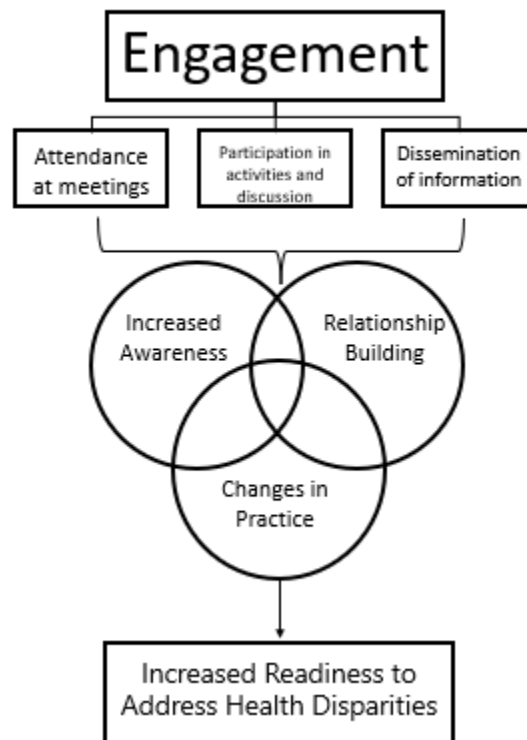 Engagement
Attendance
at meetings
Participation in
activities and
discussion
Dissemination
of information
Increased
Awareness
Relationship
Building
Changes in
Practice
Increased Readiness to
Address Health Disparities